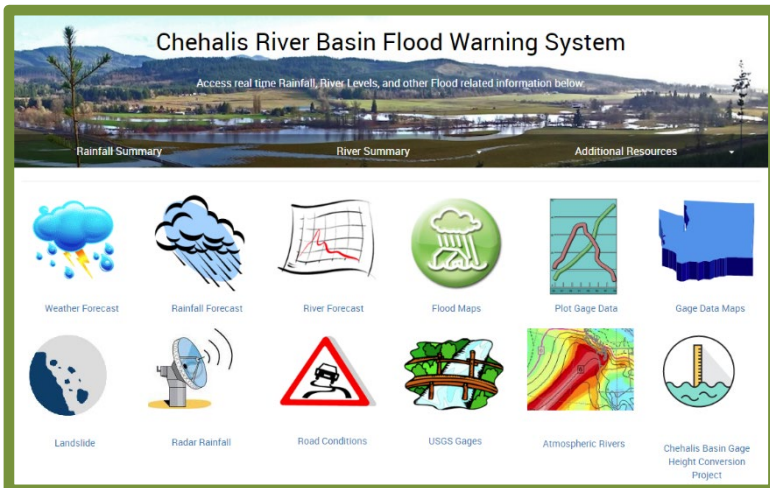 Chehalis River Basin Flood Warning System
Access real time Rainfall, River Levels, and other Flood related information below
Rainfall Summary
River Summary
Additional Resources
Weather Forecast
Rainfall Forecast
River Forecast
Flood Maps
Plot Gage Data
Gage Data Maps
Landslide
Radar Rainfall
Road Conditions
USGS Gages
Atmospheric Rivers
Chehalis Basin Gage
Height Conversion
Project